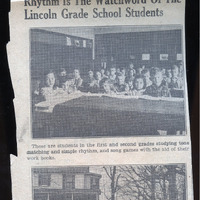 Rhythm Is The Watchword Of The
Lincoln Grade School Students
These are students in the first and second grades studying tone
matching and simple rhythm, and song games with the aid of their
work books.